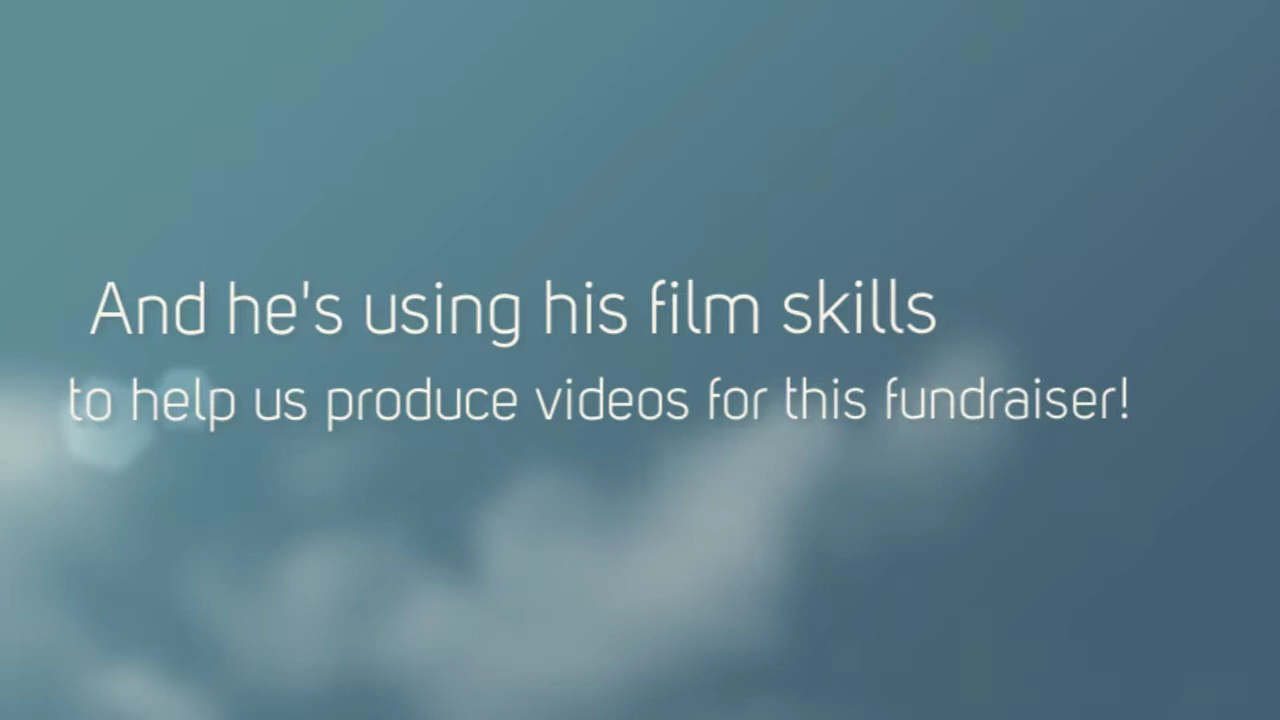 And he's using his film skills
to help us produce videos for this fundraiser!